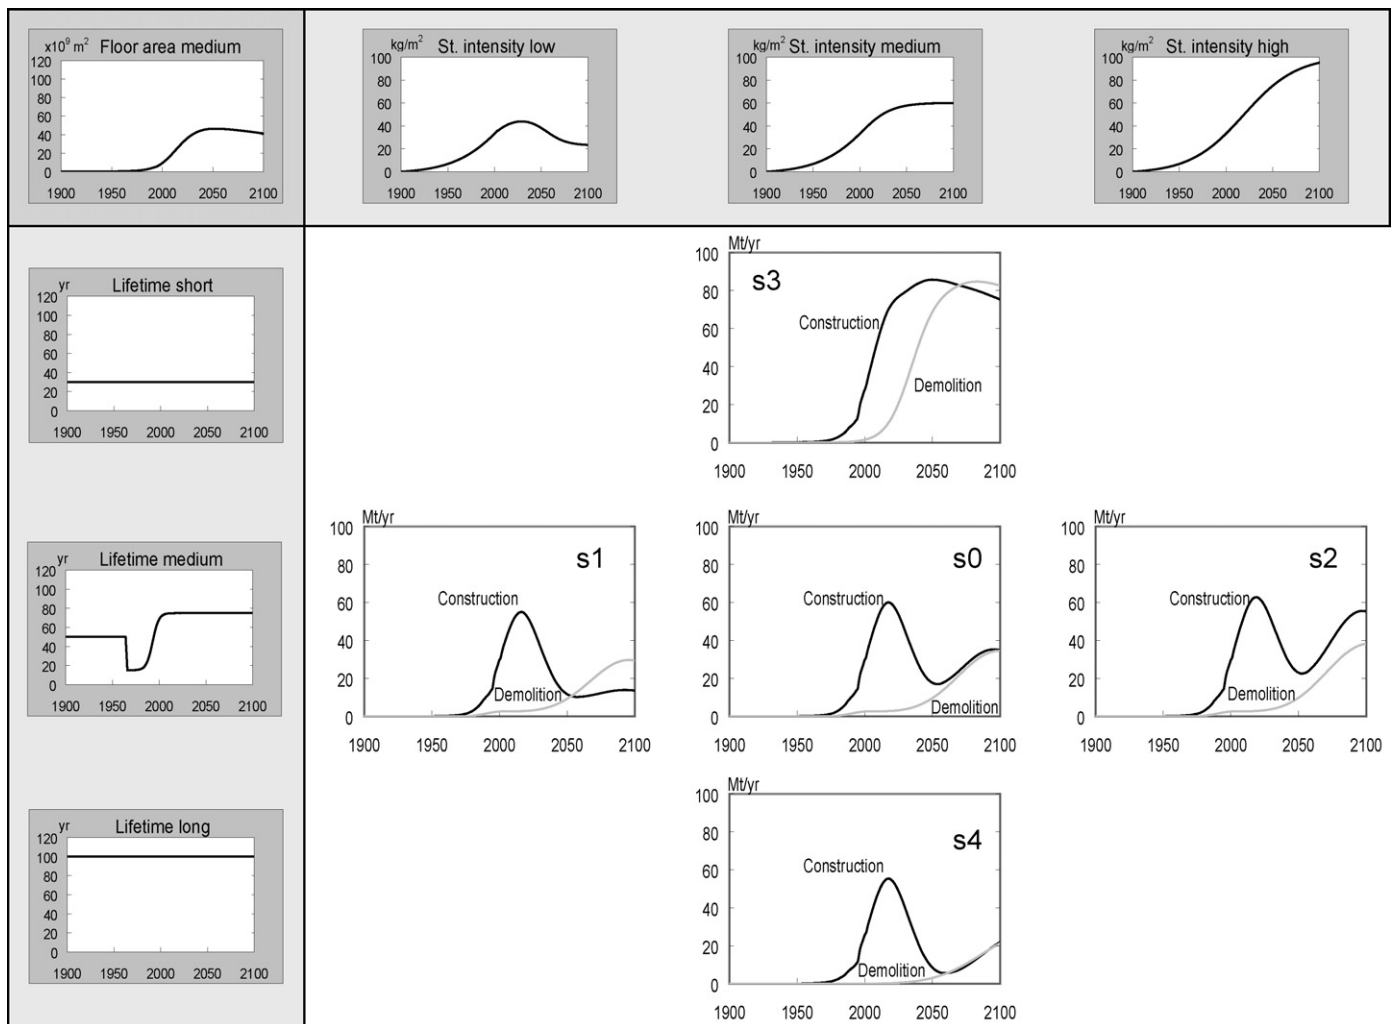 x10⁹ m² Floor area medium
120
100
80
60
40
20
0
1900 1950 2000 2050 2100
kg/m² St. intensity low
100
80
60
40
20
0
1900 1950 2000 2050 2100
kg/m² St. intensity medium
100
80
60
40
20
0
1900 1950 2000 2050 2100
kg/m² St. intensity high
100
80
60
40
20
0
1900 1950 2000 2050 2100
yr Lifetime short
120
100
80
60
40
20
0
1900 1950 2000 2050 2100
Mt/yr
100
s3
80
Construction
60
40
Demolition
20
0
1900 1950 2000 2050 2100
yr Lifetime medium
120
100
80
60
40
20
0
1900 1950 2000 2050 2100
Mt/yr
100
s1
80
Construction
60
40
20
Demolition
0
1900 1950 2000 2050 2100
Mt/yr
100
s0
80
Construction
60
40
20
Demolition
0
1900 1950 2000 2050 2100
Mt/yr
100
s2
80
Construction
60
40
20
Demolition
0
1900 1950 2000 2050 2100
yr Lifetime long
120
100
80
60
40
20
0
1900 1950 2000 2050 2100
Mt/yr
100
s4
80
Construction
60
40
20
Demolition
0
1900 1950 2000 2050 2100